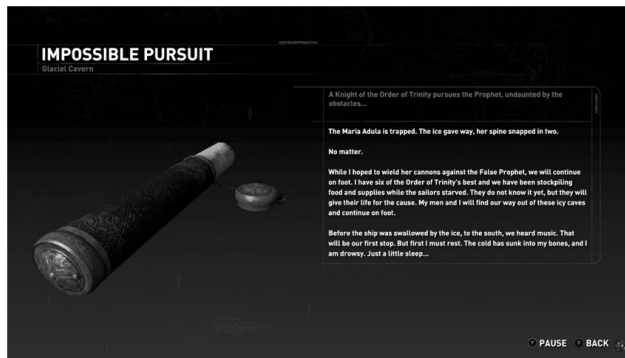 IMPOSSIBLE PURSUIT
Glacial Cavern
A Knight of the Order of Trinity pursues the Prophet, undaunted by the
obstacles...
The Maria Adula is trapped. The ice gave way, her spine snapped in two.
No matter.
While I hoped to wield her cannons against the False Prophet, we will continue
on foot. I have six of the Order of Trinity's best and we have been stockpiling
food and supplies while the sailors starved. They do not know it yet, but they will
give their life for the cause. My men and I will find our way out of these icy caves
and continue on foot.
Before the ship was swallowed by the ice, to the south, we heard music. That
will be our first stop. But first I must rest. The cold has sunk into my bones, and I
am drowsy. Just a little sleep...
PAUSE BACK